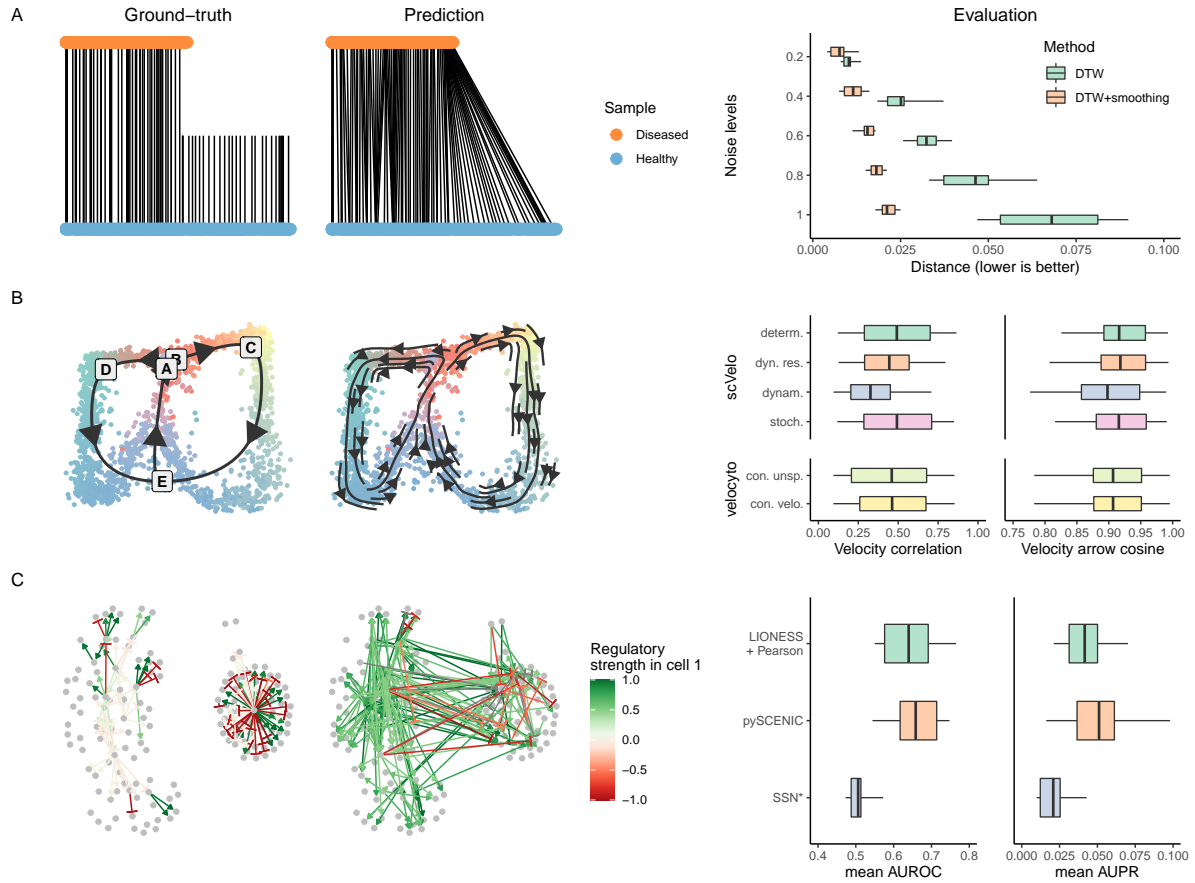 A
Ground−truth
Prediction
Evaluation
Sample
Diseased
Healthy
Noise levels
0.2
0.4
0.6
0.8
1
Method
DTW
DTW+smoothing
0.000
0.025
0.050
0.075
0.100
Distance (lower is better)
B
D
B
A
C
E
scVelo
determ.
dyn. res.
dynam.
stoch.
velocyto
con. unsp.
con. velo.
0.00
0.25
0.50
0.75
1.00
Velocity correlation
0.75
0.80
0.85
0.90
0.95
1.00
Velocity arrow cosine
C
Regulatory
strength in cell 1
1.0
0.5
0.0
−0.5
−1.0
LIONESS
+ Pearson
pySCENIC
SSN*
0.4
0.5
0.6
0.7
0.8
mean AUROC
0.000
0.025
0.050
0.075
0.100
mean AUPR